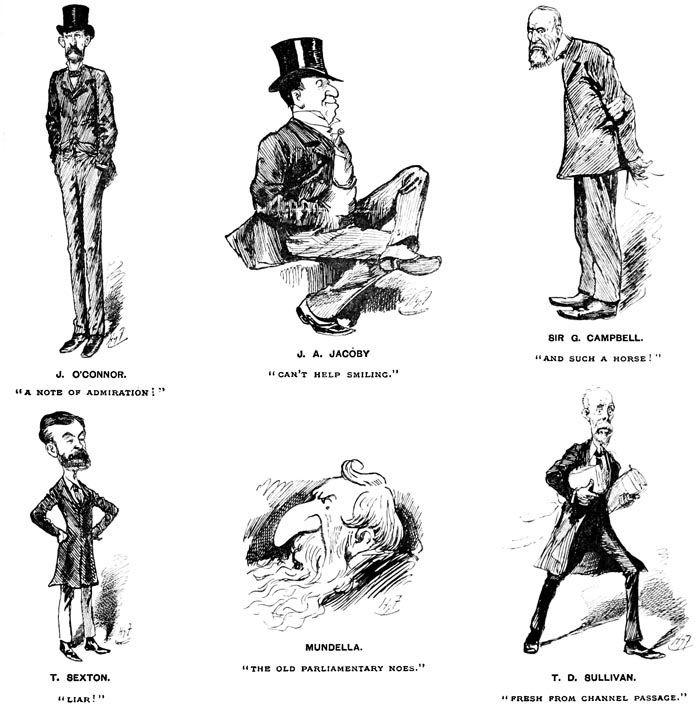 J. O'CONNOR.
"A NOTE OF ADMIRATION!"
J. A. JACOBY
"CAN'T HELP SMILING."
SIR G. CAMPBELL.
"AND SUCH A HORSE!"
T. SEXTON.
"LIAR!"
MUNDELLA.
"THE OLD PARLIAMENTARY NOES."
T. D. SULLIVAN.
"FRESH FROM CHANNEL PASSAGE."